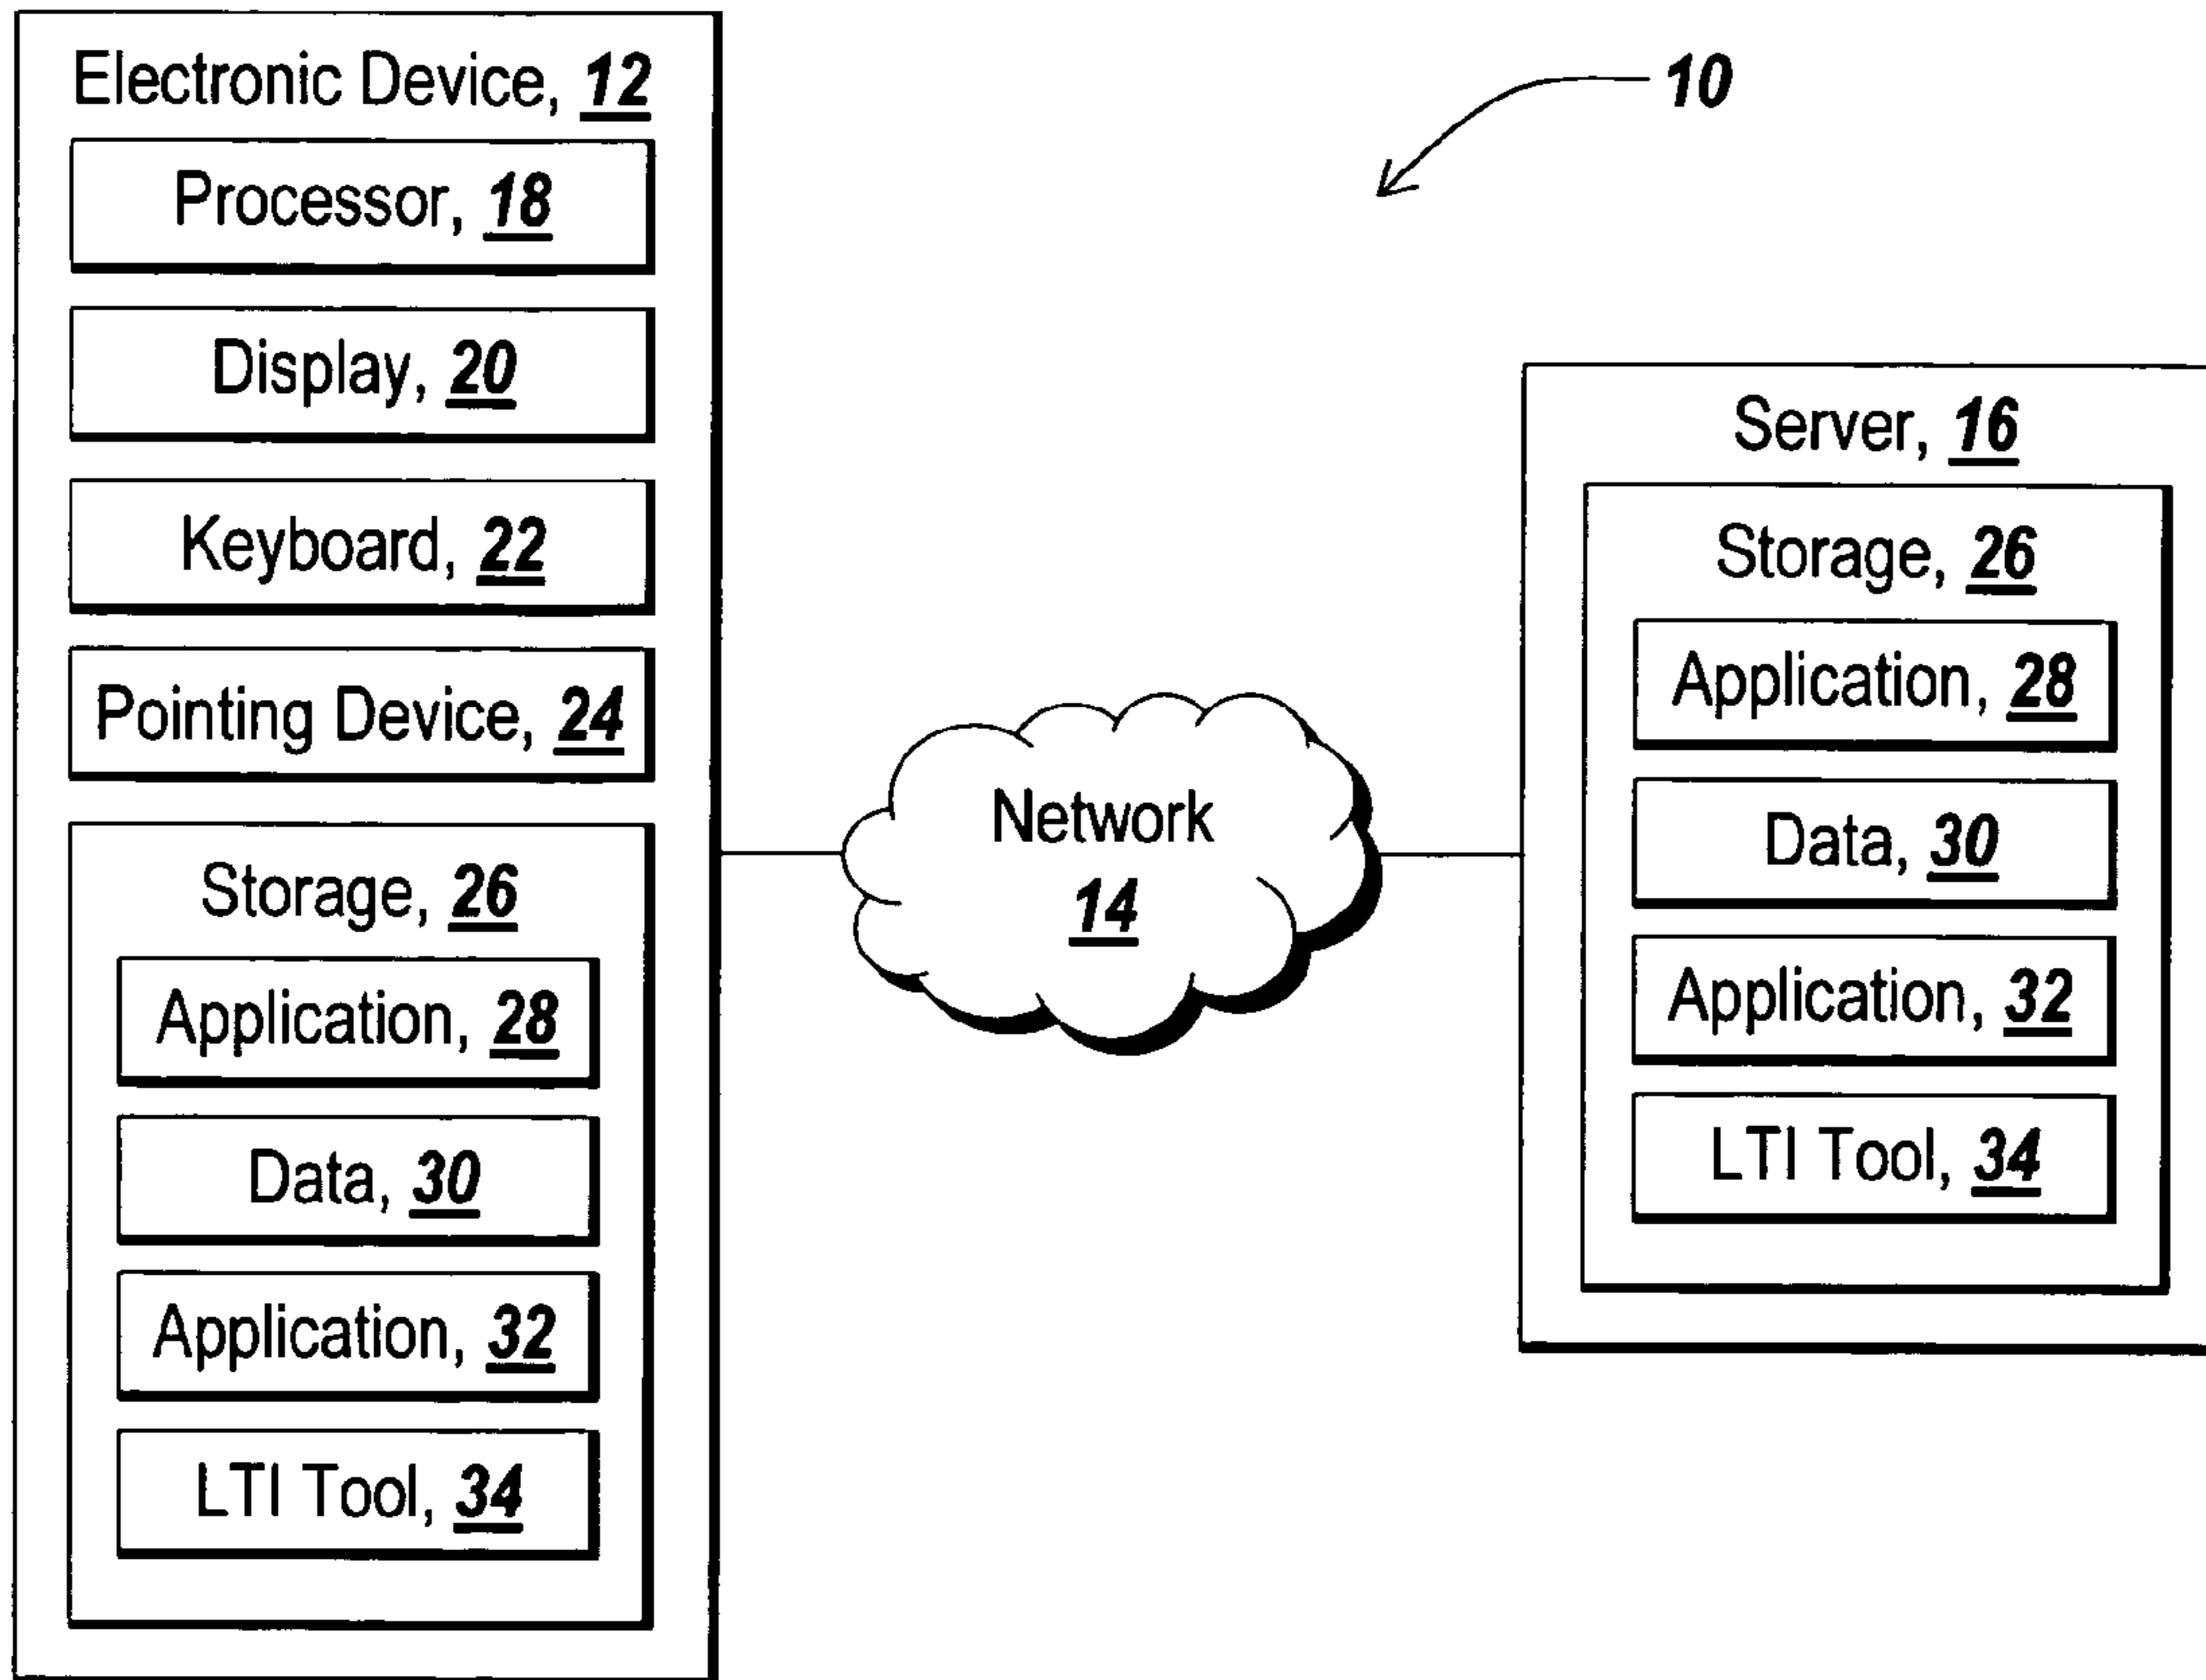 Electronic Device, 12
Processor, 18
Display, 20
Keyboard, 22
Pointing Device, 24
Storage, 26
Application, 28
Data, 30
Application, 32
LTI Tool, 34
10
Network
14
Server, 16
Storage, 26
Application, 28
Data, 30
Application, 32
LTI Tool, 34